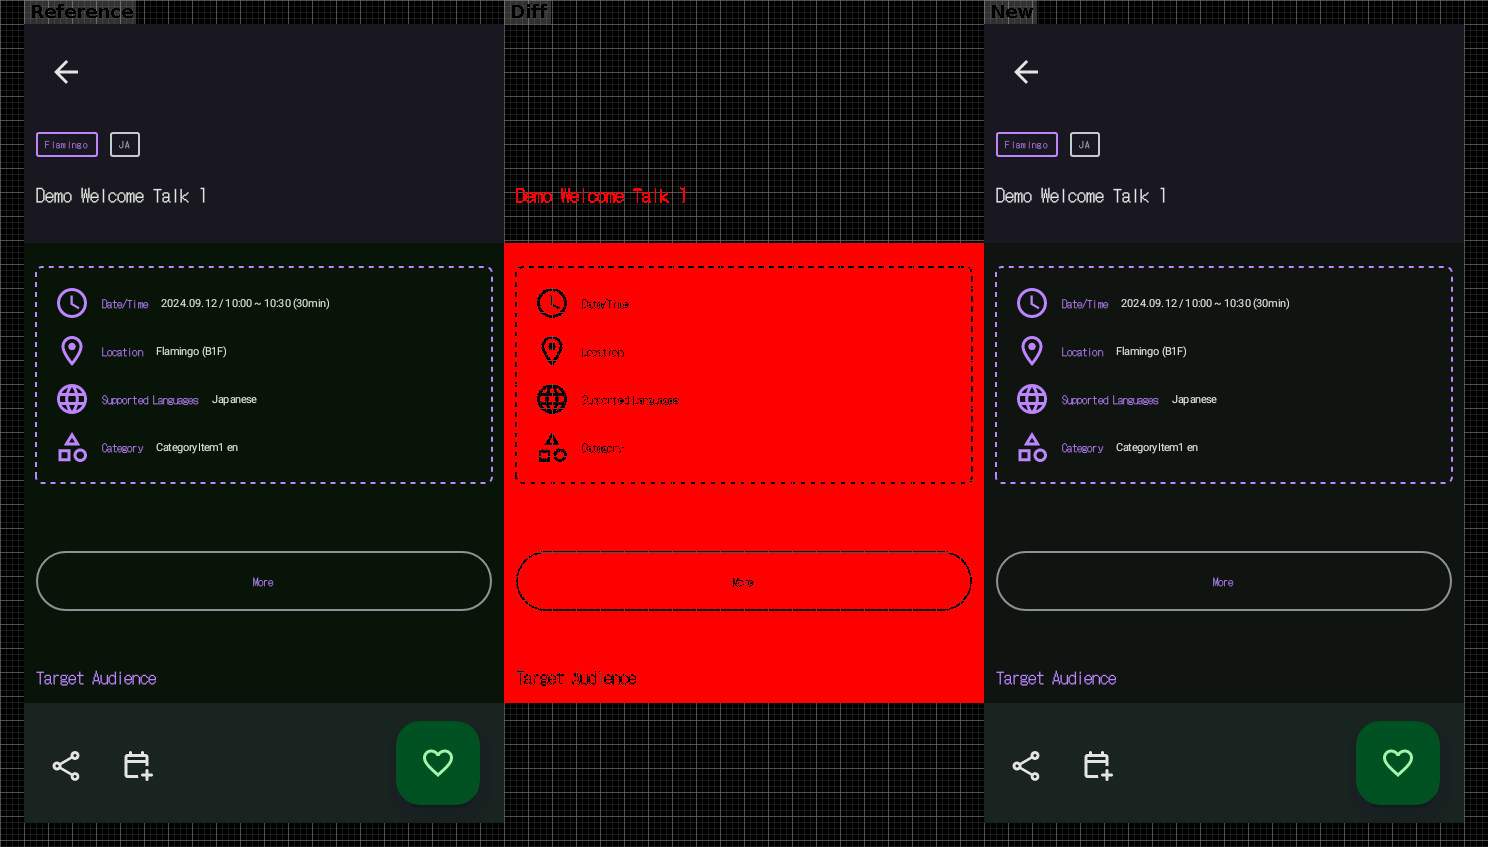 Reference
Diff
New
Flamingo JA
Demo Welcome Talk 1
Date/Time 2024.09.12 / 10:00 ~ 10:30 (30min)
Location Flamingo (B1F)
Supported Languages Japanese
Category CategoryItem1 en
More
Target Audience
Demo Welcome Talk 1
Date/Time
Location
Supported Languages
Category
More
Target Audience
Flamingo JA
Demo Welcome Talk 1
Date/Time 2024.09.12 / 10:00 ~ 10:30 (30min)
Location Flamingo (B1F)
Supported Languages Japanese
Category CategoryItem1 en
More
Target Audience